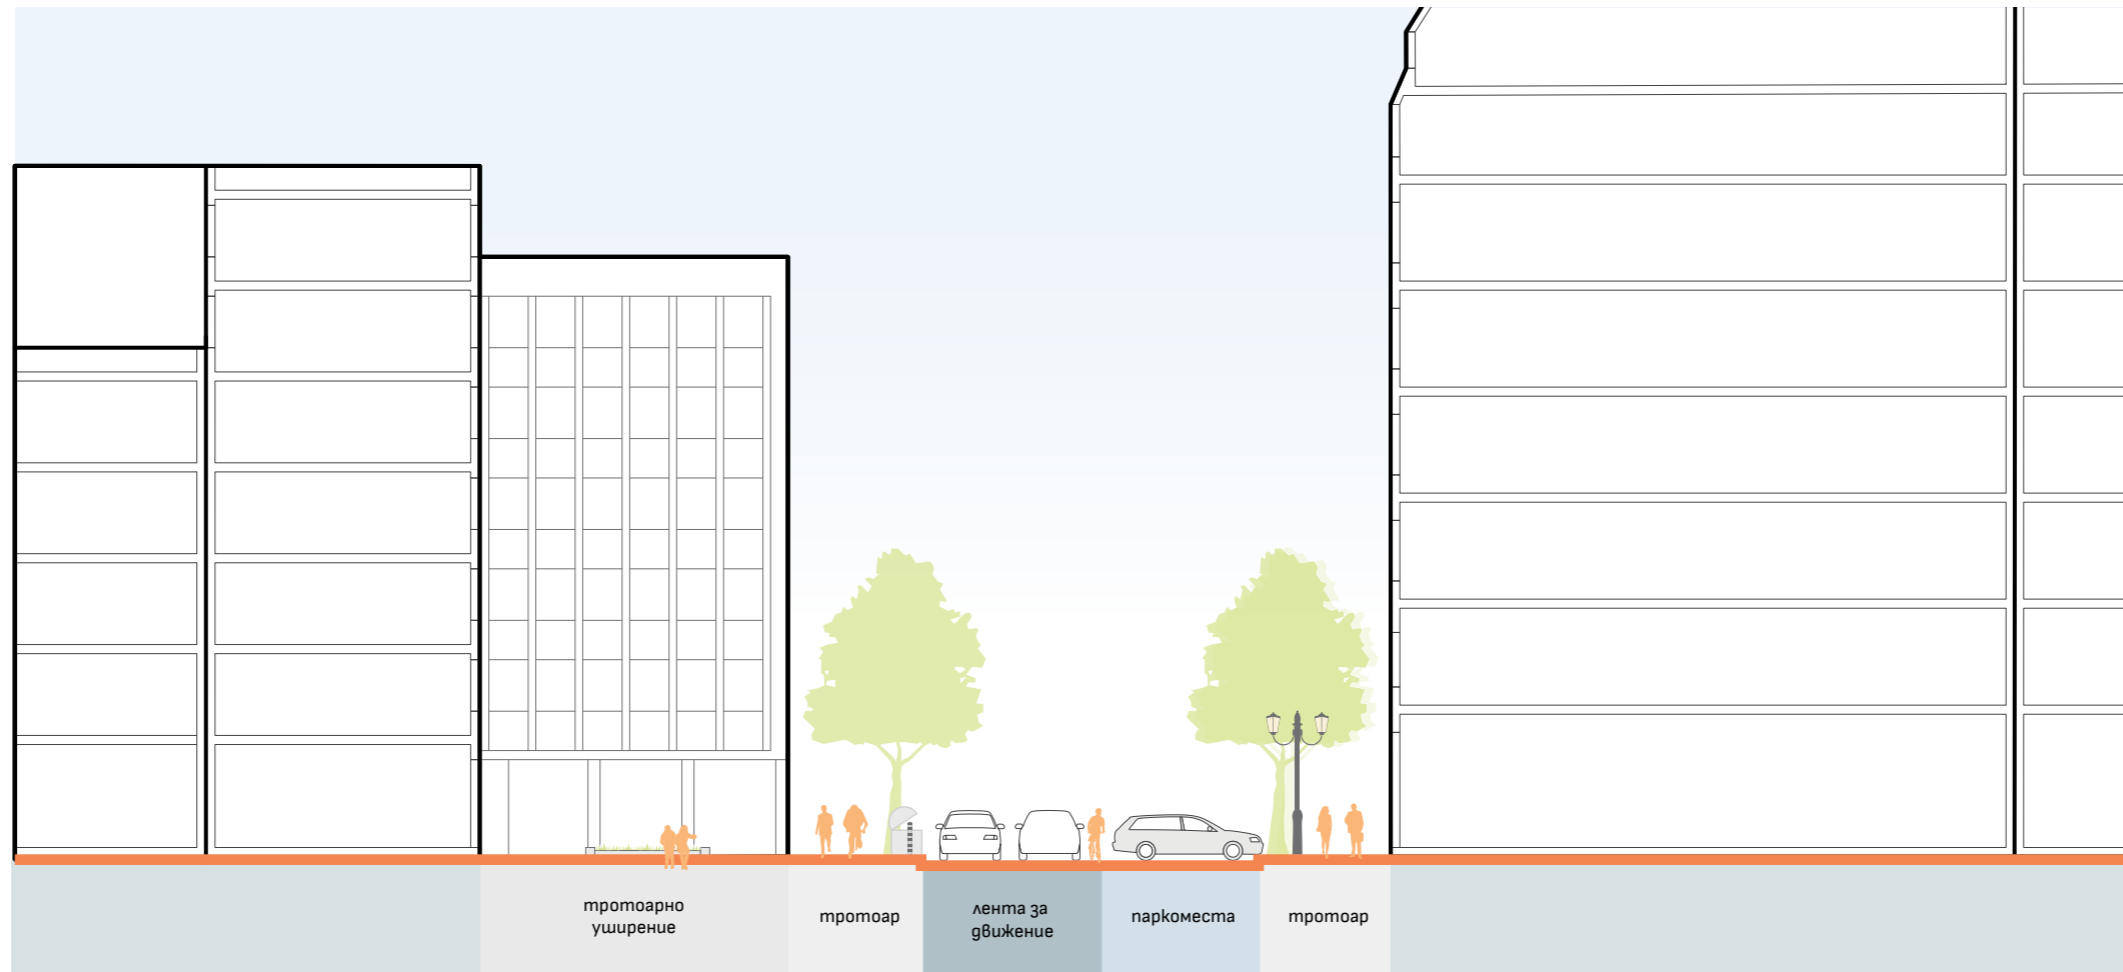 тротоарно
уширение
тротоар
лента за
движение
паркоместа
тротоар